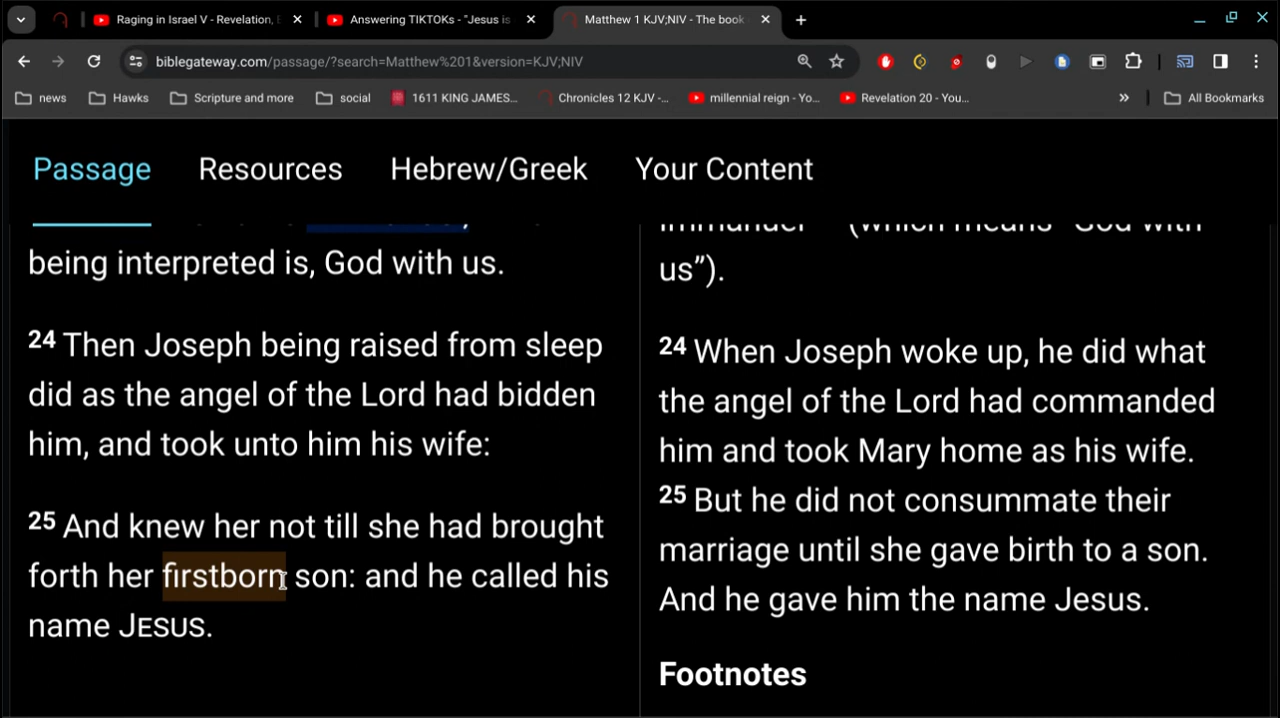 Raging in Israel V - Revelation,
Answering TIKTOKs - "Jesus is
Matthew 1 KJV;NIV - The book
biblegateway.com/passage/?search=Matthew%201&version=KJV;NIV
news
Hawks
Scripture and more
social
1611 KING JAMES...
Chronicles 12 KJV -...
millennial reign - Yo...
Revelation 20 - You...
»
All Bookmarks
Passage
Resources
Hebrew/Greek
Your Content
being interpreted is, God with us.
24 Then Joseph being raised from sleep
did as the angel of the Lord had bidden
him, and took unto him his wife:
25 And knew her not till she had brought
forth her firstborn son: and he called his
name JESUS.
Immanuel" (which means "God with
us”).
24 When Joseph woke up, he did what
the angel of the Lord had commanded
him and took Mary home as his wife.
25 But he did not consummate their
marriage until she gave birth to a son.
And he gave him the name Jesus.
Footnotes